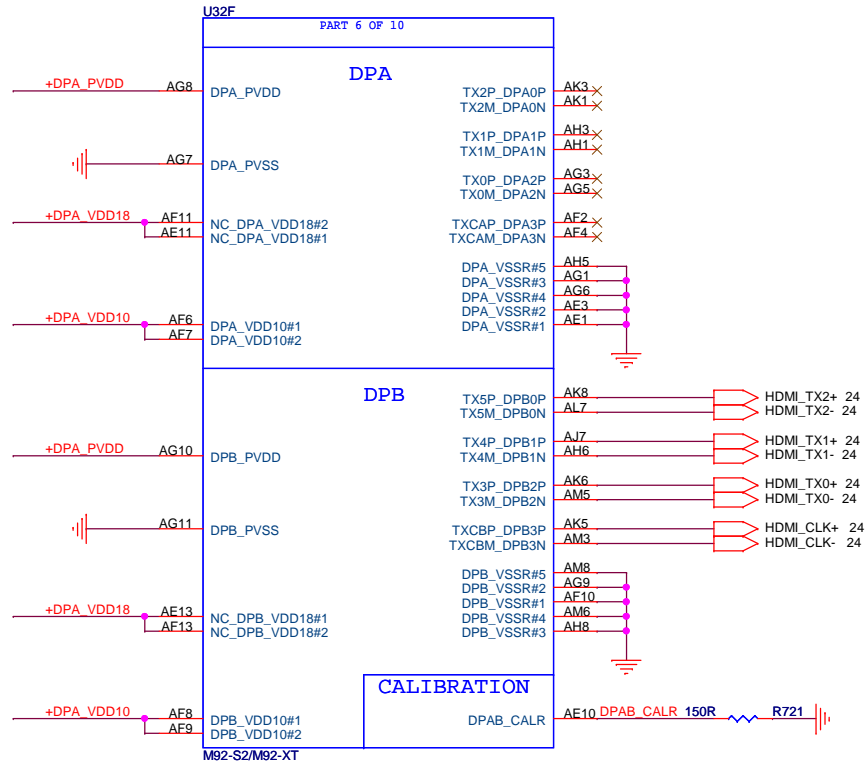 U32F
PART 6 OF 10
DPA
+DPA_PVDD AG8 DPA_PVDD
TX2P_DPA0P AK3
TX2M_DPA0N AK1
TX1P_DPA1P AH3
TX1M_DPA1N AH1
AG7 DPA_PVSS
TX0P_DPA2P AG3
TX0M_DPA2N AG5
+DPA_VDD18 AF11 NC_DPA_VDD18#2
AE11 NC_DPA_VDD18#1
TXCAP_DPA3P AF2
TXCAM_DPA3N AF4
DPA_VSSR#5 AH5
DPA_VSSR#3 AG1
DPA_VSSR#4 AG6
DPA_VSSR#2 AE3
DPA_VSSR#1 AE1
+DPA_VDD10 AF6 DPA_VDD10#1
AF7 DPA_VDD10#2
DPB
TX5P_DPB0P AK8 HDMI_TX2+ 24
TX5M_DPB0N AL7 HDMI_TX2- 24
TX4P_DPB1P AJ7 HDMI_TX1+ 24
TX4M_DPB1N AH6 HDMI_TX1- 24
+DPA_PVDD AG10 DPB_PVDD
TX3P_DPB2P AK6 HDMI_TX0+ 24
TX3M_DPB2N AM5 HDMI_TX0- 24
AG11 DPB_PVSS
TXCBP_DPB3P AK5 HDMI_CLK+ 24
TXCBM_DPB3N AM3 HDMI_CLK- 24
DPB_VSSR#5 AM8
DPB_VSSR#2 AG9
DPB_VSSR#1 AF10
DPB_VSSR#4 AM6
DPB_VSSR#3 AH8
+DPA_VDD18 AE13 NC_DPB_VDD18#1
AF13 NC_DPB_VDD18#2
CALIBRATION
+DPA_VDD10 AF8 DPB_VDD10#1
AF9 DPB_VDD10#2
DPAB_CALR AE10 DPAB_CALR 150R R721
M92-S2/M92-XT